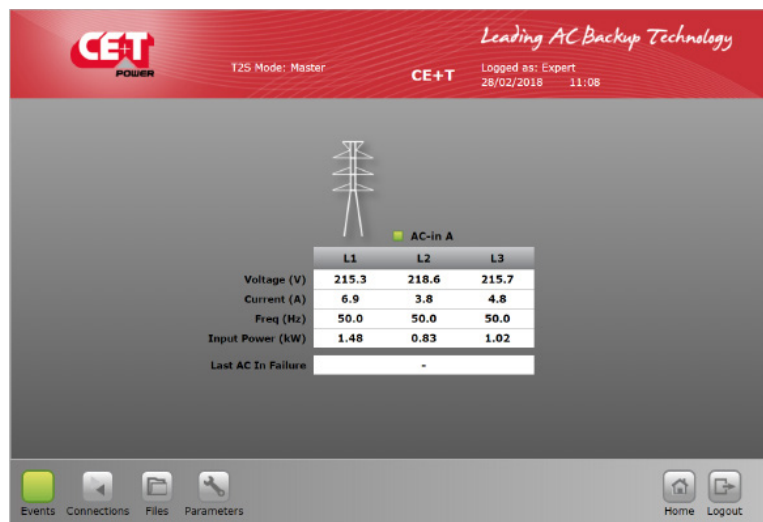 Leading AC Backup Technology
CE+T
POWER
T2S Mode: Master
CE+T
Logged as: Expert
28/02/2018 11:08
AC-in A
L1 L2 L3
Voltage (V) 215.3 218.6 215.7
Current (A) 6.9 3.8 4.8
Freq (Hz) 50.0 50.0 50.0
Input Power (kW) 1.48 0.83 1.02
Last AC In Failure -
Events Connections Files Parameters Home Logout